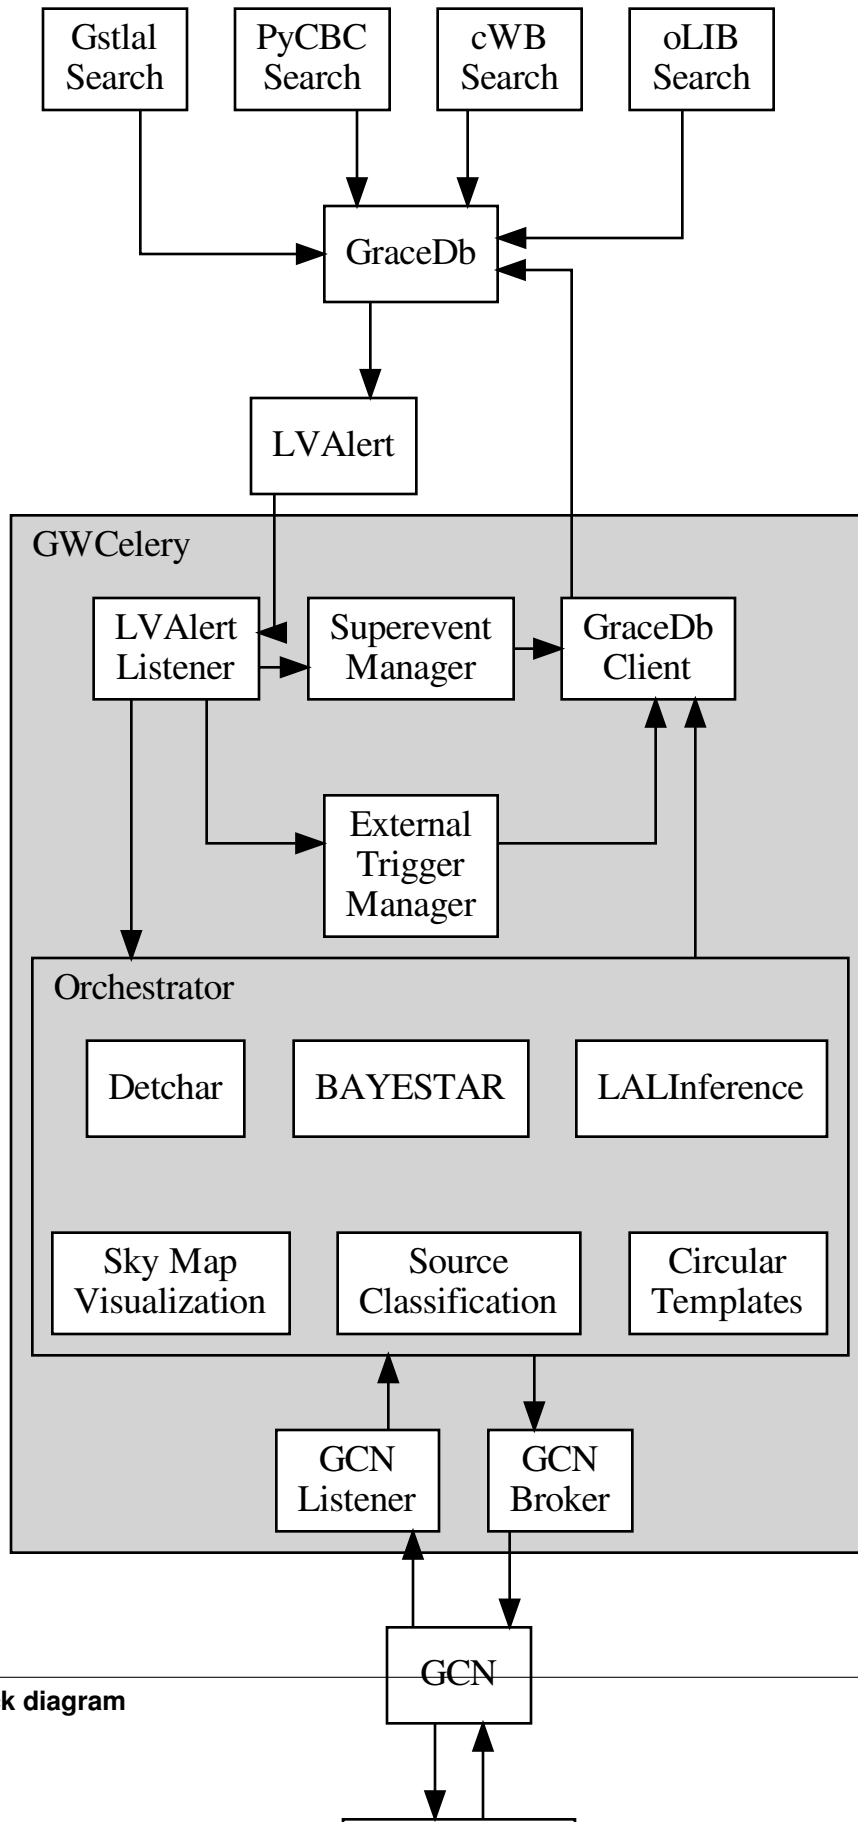 Gstlal
Search
PyCBC
Search
cWB
Search
oLIB
Search
GraceDb
LVAlert
GWCelery
LVAlert
Listener
Superevent
Manager
GraceDb
Client
External
Trigger
Manager
Orchestrator
Detchar
BAYESTAR
LALInference
Sky Map
Visualization
Source
Classification
Circular
Templates
GCN
Listener
GCN
Broker
GCN
diagram